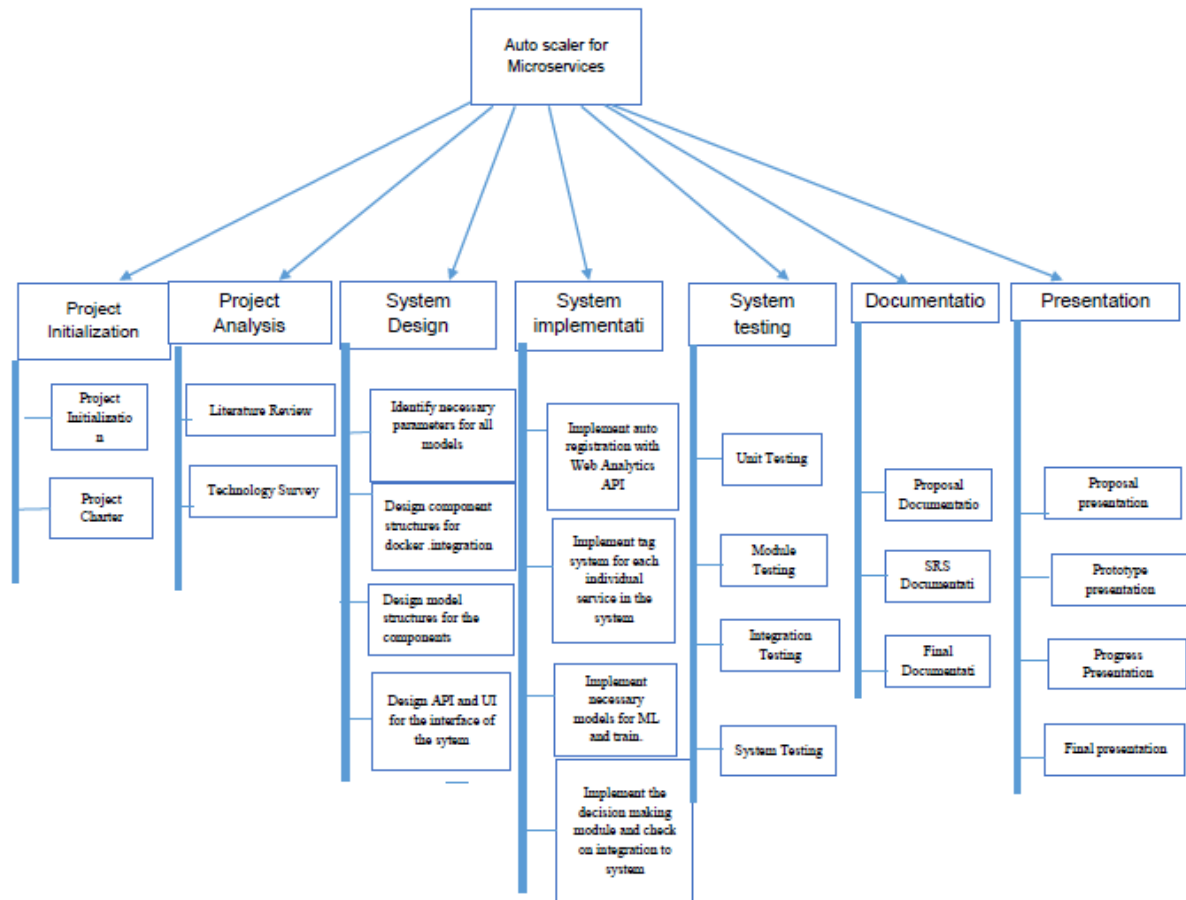 Auto scaler for
Microservices
Project
Initialization
Project
Analysis
System
Design
System
implementati
System
testing
Documentatio
Presentation
Project
Initializatio
n
Project
Charter
Literature Review
Technology Survey
Identify necessary
parameters for all
models
Design component
structures for
docker .integration
Design model
structures for the
components
Design API and UI
for the interface of
the sytem
Implement auto
registration with
Web Analytics
API
Implement tag
system for each
individual
service in the
system
Implement
necessary
models for ML
and train.
Implement the
decision making
module and check
on integration to
system
Unit Testing
Module
Testing
Integration
Testing
System Testing
Proposal
Documentatio
SRS
Documentati
Final
Documentati
Proposal
presentation
Prototype
presentation
Progress
Presentation
Final presentation